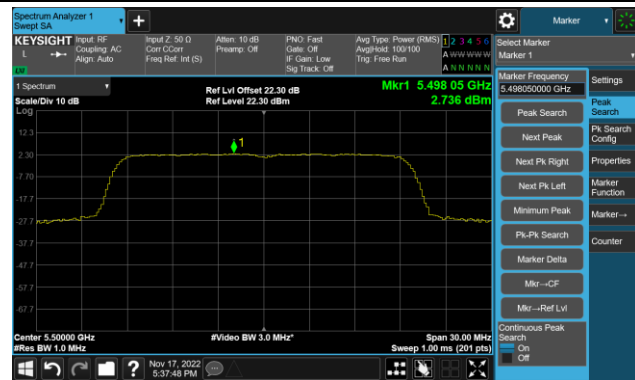 Spectrum Analyzer 1
Swept SA
Marker
KEYSIGHT
L
Input: RF
Coupling: AC
Align: Auto
Input Z: 50 Ω
Corr CCorr
Freq Ref: Int (S)
Atten: 10 dB
Preamp: Off
PNO: Fast
Gate: Off
IF Gain: Low
Sig Track: Off
Avg Type: Power (RMS)
Avg|Hold: 100/100
Trig: Free Run
1 2 3 4 5 6
A W W W W W
A N N N N N
LW
Select Marker
Marker 1
1 Spectrum
Scale/Div 10 dB
Log
Ref Lvl Offset 22.30 dB
Ref Level 22.30 dBm
Mkr1 5.498 05 GHz
2.736 dBm
1
12.3
2.30
-7.70
-17.7
-27.7
-37.7
-47.7
-57.7
-67.7
Center 5.50000 GHz
#Res BW 1.0 MHz
#Video BW 3.0 MHz*
Span 30.00 MHz
Sweep 1.00 ms (201 pts)
Marker Frequency
5.498050000 GHz
Peak Search
Next Peak
Next Pk Right
Next Pk Left
Minimum Peak
Pk-Pk Search
Marker Delta
Mkr→CF
Mkr→Ref Lvl
Continuous Peak
Search
On
Off
Settings
Peak
Search
Pk Search
Config
Properties
Marker
Function
Marker→
Counter
Nov 17, 2022
5:37:48 PM